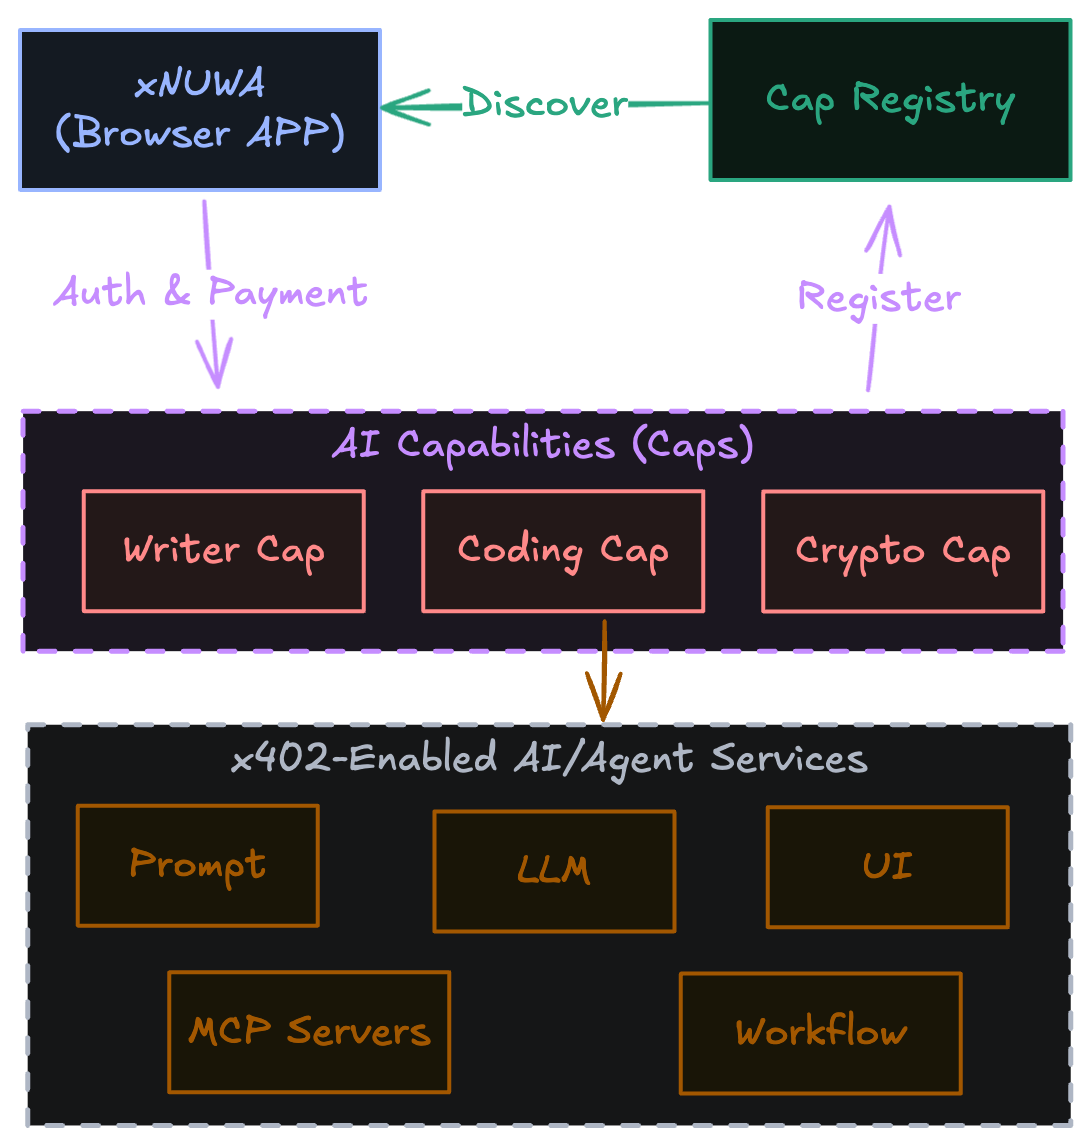 xNUWA
(Browser APP)
Discover
Cap Registry
Auth & Payment
Register
AI Capabilities (Caps)
Writer Cap
Coding Cap
Crypto Cap
x402-Enabled AI/Agent Services
Prompt
LLM
UI
MCP Servers
Workflow